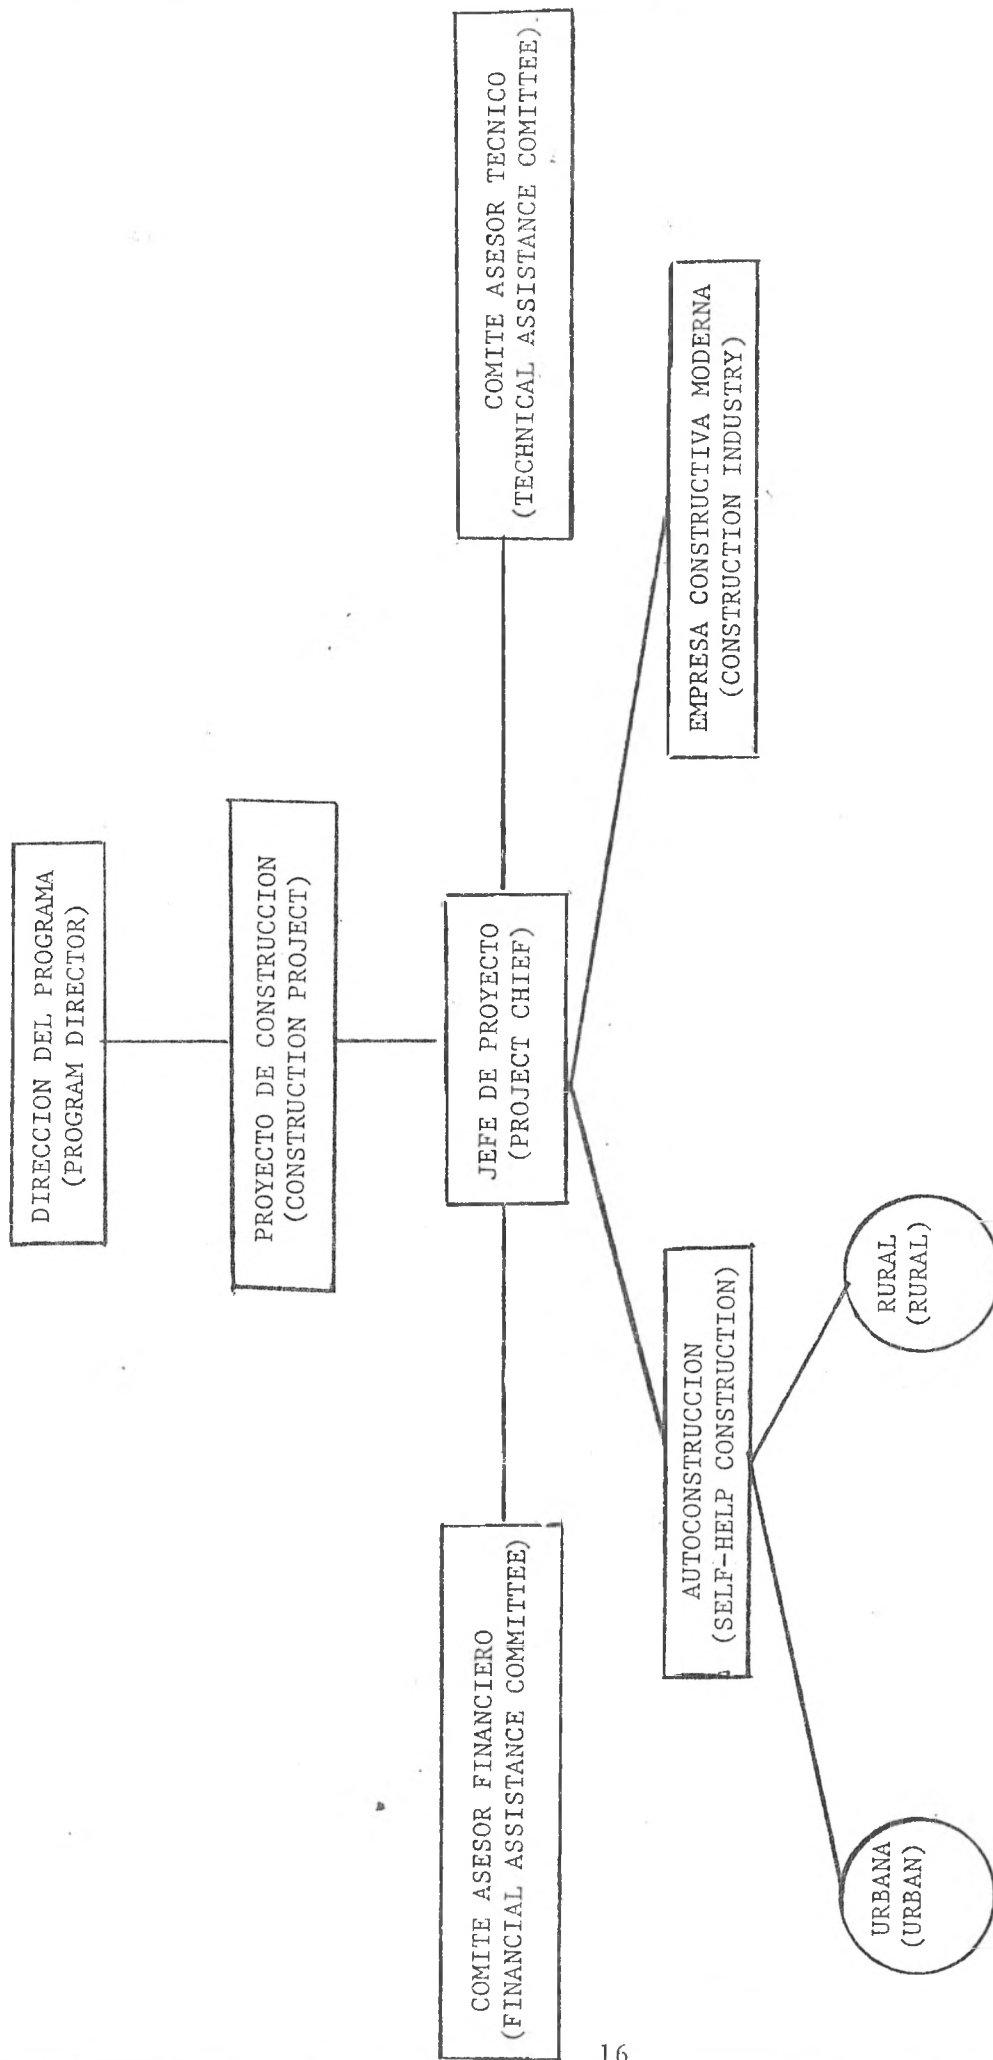 DIRECCION DEL PROGRAMA
(PROGRAM DIRECTOR)
PROYECTO DE CONSTRUCCION
(CONSTRUCTION PROJECT)
COMITE ASESOR FINANCIERO
(FINANCIAL ASSISTANCE COMMITTEE)
JEFE DE PROYECTO
(PROJECT CHIEF)
COMITE ASESOR TECNICO
(TECHNICAL ASSISTANCE COMITTEE)
AUTOCONSTRUCCION
(SELF-HELP CONSTRUCTION)
EMPRESA CONSTRUCTIVA MODERNA
(CONSTRUCTION INDUSTRY)
URBANA
(URBAN)
RURAL
(RURAL)
16